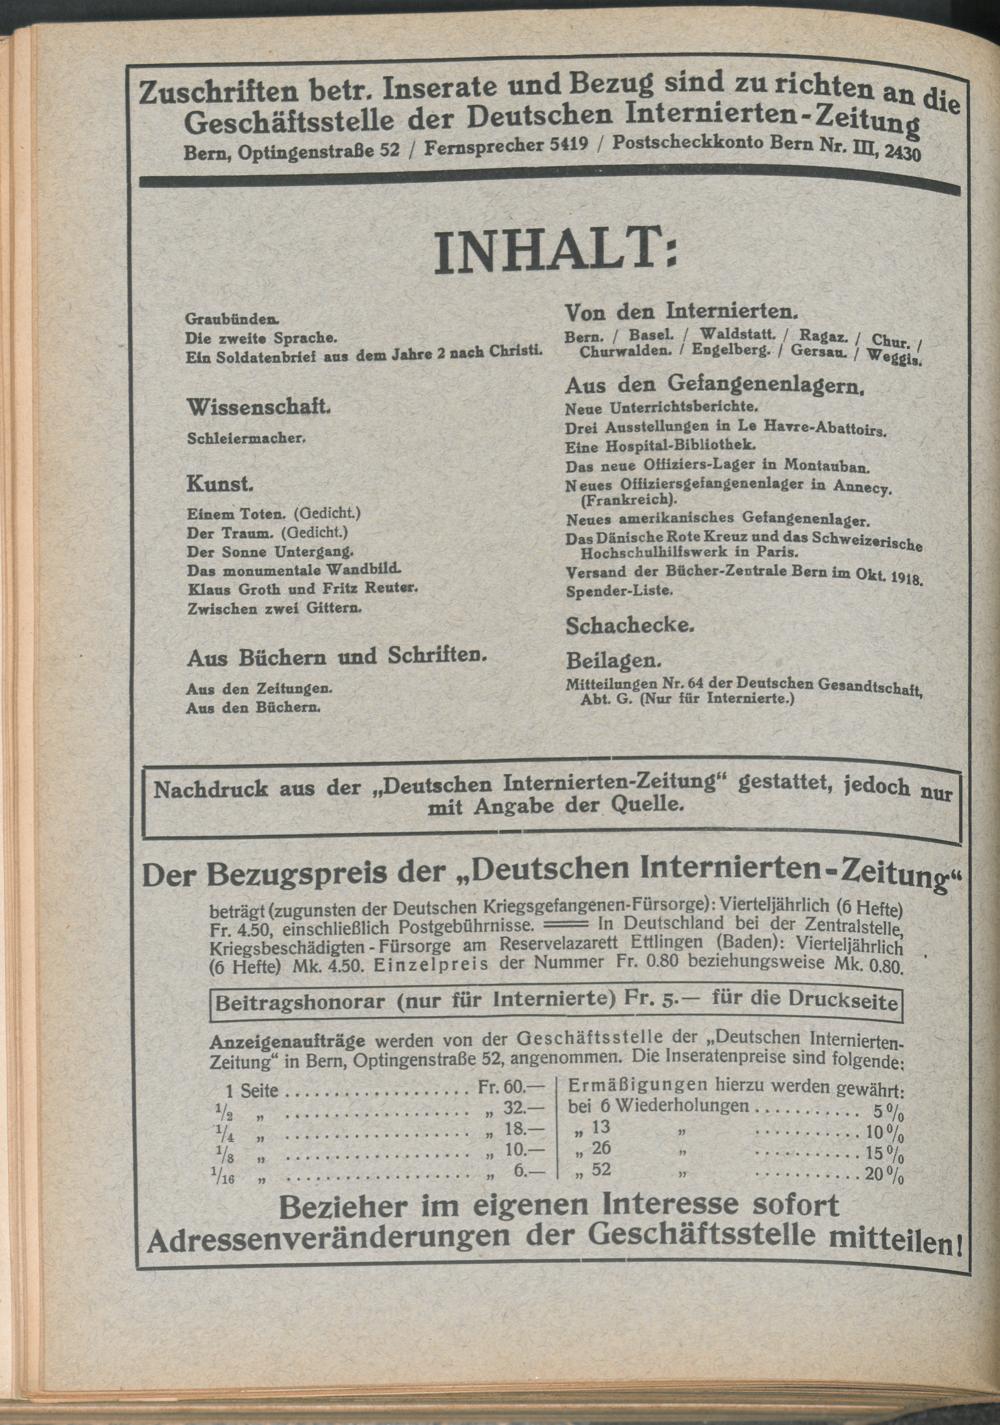 Zuschriften betr. Inserate und Bezug sind zu richten an die
Geschäftsstelle der Deutschen Internierten-Zeitung
Bern, Optingenstraße 52 / Fernsprecher 5419 / Postscheckkonto Bern Nr. III, 2430
INHALT:
Graubünden.
Die zweite Sprache.
Ein Soldatenbrief aus dem Jahre 2 nach Christi.
Wissenschaft.
Schleiermacher.
Kunst.
Einem Toten. (Gedicht.)
Der Traum. (Gedicht.)
Der Sonne Untergang.
Das monumentale Wandbild.
Klaus Groth und Fritz Reuter.
Zwischen zwei Gittern.
Aus Büchern und Schriften.
Aus den Zeitungen.
Aus den Büchern.
Von den Internierten.
Bern. / Basel. / Waldstatt. / Ragaz. / Chur. /
Churwalden. / Engelberg. / Gersau. / Weggis.
Aus den Gefangenenlagern.
Neue Unterrichtsberichte.
Drei Ausstellungen in Le Havre-Abattoirs.
Eine Hospital-Bibliothek.
Das neue Offiziers-Lager in Montauban.
Neues Offiziersgefangenenlager in Annecy.
(Frankreich).
Neues amerikanisches Gefangenenlager.
Das Dänische Rote Kreuz und das Schweizerische
Hochschulhilfswerk in Paris.
Versand der Bücher-Zentrale Bern im Okt. 1918.
Spender-Liste.
Schachecke.
Beilagen.
Mitteilungen Nr. 64 der Deutschen Gesandtschaft,
Abt. G. (Nur für Internierte.)
Nachdruck aus der „Deutschen Internierten-Zeitung“ gestattet, jedoch nur
mit Angabe der Quelle.
Der Bezugspreis der „Deutschen Internierten-Zeitung“
beträgt (zugunsten der Deutschen Kriegsgefangenen-Fürsorge): Vierteljährlich (6 Hefte)
Fr. 4.50, einschließlich Postgebührnisse. ═══ In Deutschland bei der Zentralstelle,
Kriegsbeschädigten-Fürsorge am Reservelazarett Ettlingen (Baden): Vierteljährlich
(6 Hefte) Mk. 4.50. Einzelpreis der Nummer Fr. 0.80 beziehungsweise Mk. 0.80.
Beitragshonorar (nur für Internierte) Fr. 5.— für die Druckseite
Anzeigenaufträge werden von der Geschäftsstelle der „Deutschen Internierten-
Zeitung“ in Bern, Optingenstraße 52, angenommen. Die Inseratenpreise sind folgende:
1 Seite .................. Fr. 60.—
1/2 „ .................. „ 32.—
1/4 „ .................. „ 18.—
1/8 „ .................. „ 10.—
1/16 „ .................. „ 6.—
Ermäßigungen hierzu werden gewährt:
bei 6 Wiederholungen ........... 5%
„ 13 „ ........... 10%
„ 26 „ ........... 15%
„ 52 „ ........... 20%
Bezieher im eigenen Interesse sofort
Adressenveränderungen der Geschäftsstelle mitteilen!